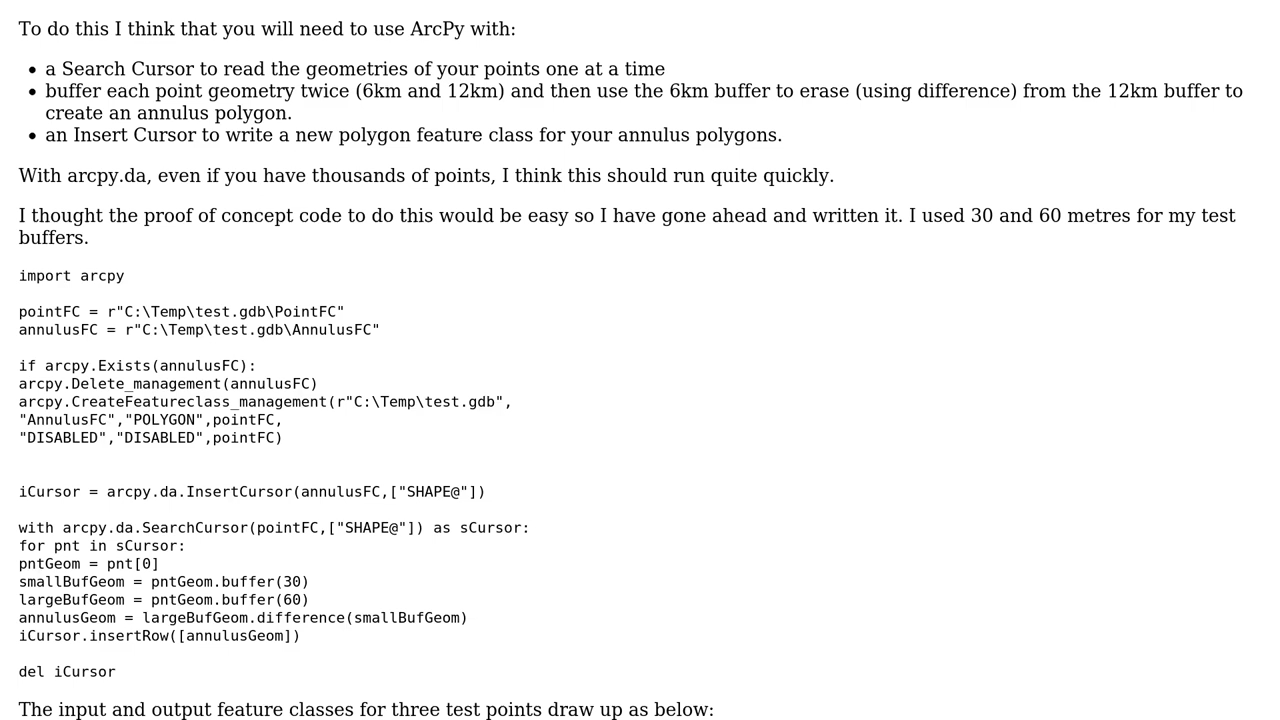 To do this I think that you will need to use ArcPy with:
• a Search Cursor to read the geometries of your points one at a time
• buffer each point geometry twice (6km and 12km) and then use the 6km buffer to erase (using difference) from the 12km buffer to
create an annulus polygon.
• an Insert Cursor to write a new polygon feature class for your annulus polygons.
With arcpy.da, even if you have thousands of points, I think this should run quite quickly.
I thought the proof of concept code to do this would be easy so I have gone ahead and written it. I used 30 and 60 metres for my test
buffers.
import arcpy
pointFC = r"C:\Temp\test.gdb\PointFC"
annulusFC = r"C:\Temp\test.gdb\AnnulusFC"
if arcpy.Exists(annulusFC):
arcpy.Delete_management(annulusFC)
arcpy.CreateFeatureclass_management(r"C:\Temp\test.gdb",
"AnnulusFC","POLYGON",pointFC,
"DISABLED","DISABLED",pointFC)
iCursor = arcpy.da.InsertCursor(annulusFC,["SHAPE@"])
with arcpy.da.SearchCursor(pointFC,["SHAPE@"]) as sCursor:
for pnt in sCursor:
pntGeom = pnt[0]
smallBufGeom = pntGeom.buffer(30)
largeBufGeom = pntGeom.buffer(60)
annulusGeom = largeBufGeom.difference(smallBufGeom)
iCursor.insertRow([annulusGeom])
del iCursor
The input and output feature classes for three test points draw up as below: